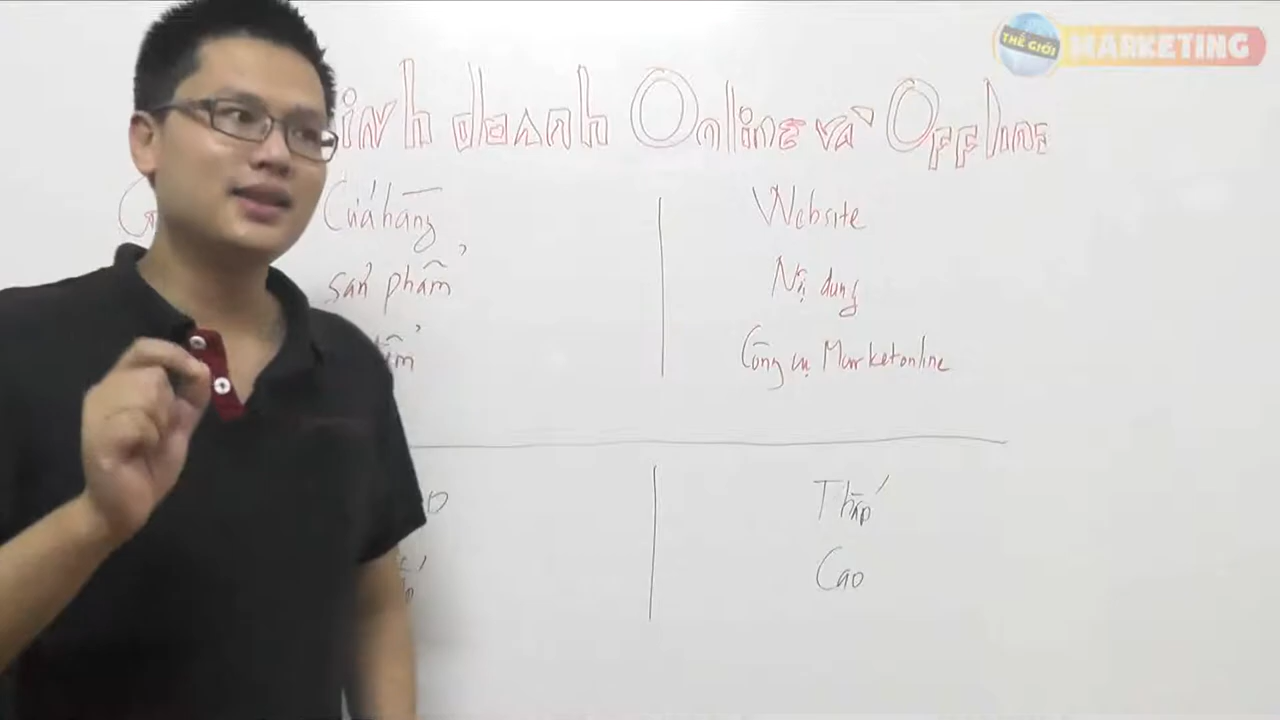 THẾ GIỚI MARKETING
inh doanh Online và Offline
Cửa hàng
Website
sản phẩm
Nội dung
Công cụ Marketonline
Thấp
Cao